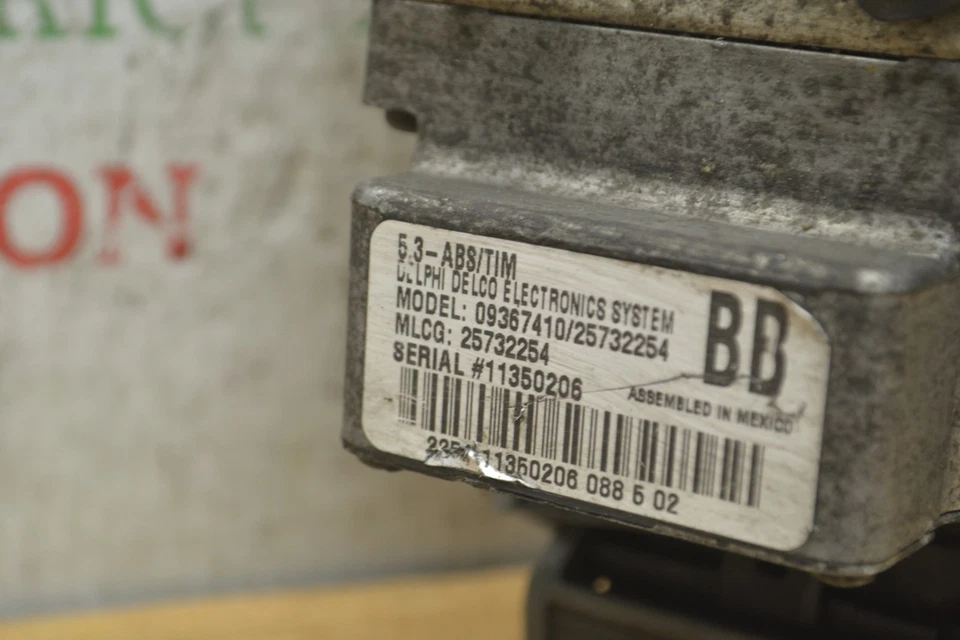 ON
5.3-ABS/TIM
DELPHI DELCO ELECTRONICS SYSTEM
MODEL: 09367410/25732254
MLCG: 25732254
SERIAL #11350206
BB
ASSEMBLED IN MEXICO
11350206 088 5 02